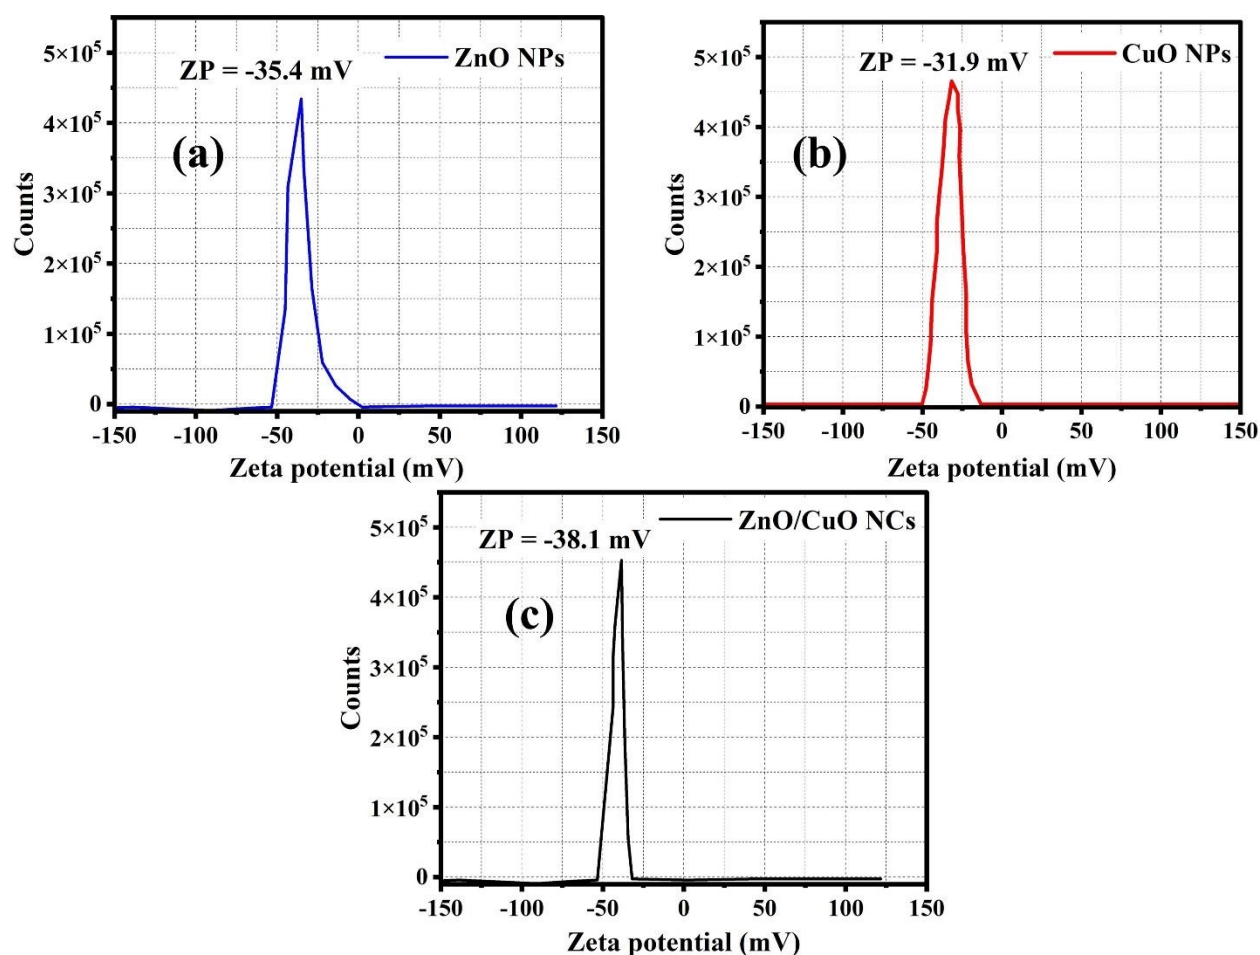 ZnO NPs
ZP = -35.4 mV
(a)
5×10⁵
4×10⁵
3×10⁵
2×10⁵
1×10⁵
0
Counts
-150 -100 -50 0 50 100 150
Zeta potential (mV)
CuO NPs
ZP = -31.9 mV
(b)
5×10⁵
4×10⁵
3×10⁵
2×10⁵
1×10⁵
0
Counts
-150 -100 -50 0 50 100 150
Zeta potential (mV)
ZnO/CuO NCs
ZP = -38.1 mV
(c)
5×10⁵
4×10⁵
3×10⁵
2×10⁵
1×10⁵
0
Counts
-150 -100 -50 0 50 100 150
Zeta potential (mV)